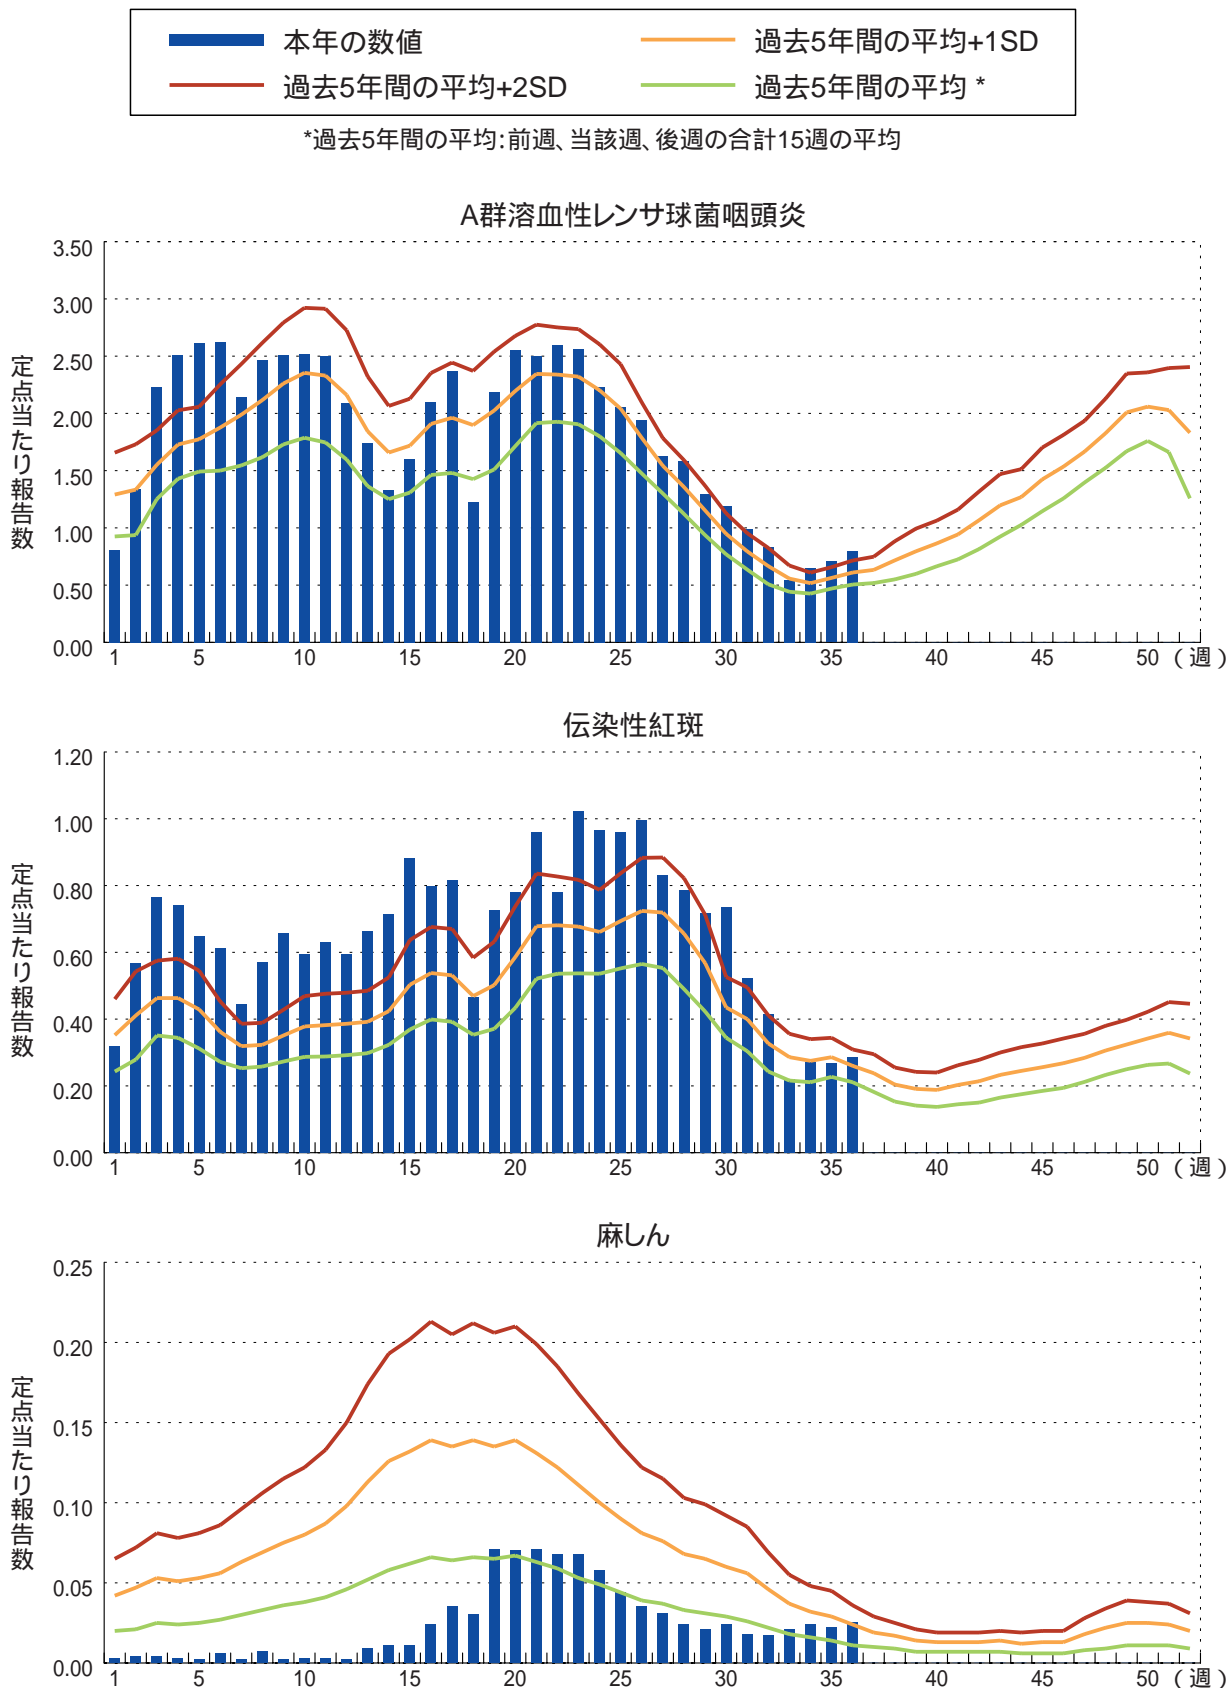 本年の数値
過去5年間の平均+1SD
過去5年間の平均+2SD
過去5年間の平均 *
*過去5年間の平均:前週、当該週、後週の合計15週の平均
A群溶血性レンサ球菌咽頭炎
定点当たり報告数
3.50
3.00
2.50
2.00
1.50
1.00
0.50
0.00
1 5 10 15 20 25 30 35 40 45 50 (週)
伝染性紅斑
定点当たり報告数
1.20
1.00
0.80
0.60
0.40
0.20
0.00
1 5 10 15 20 25 30 35 40 45 50 (週)
麻しん
定点当たり報告数
0.25
0.20
0.15
0.10
0.05
0.00
1 5 10 15 20 25 30 35 40 45 50 (週)